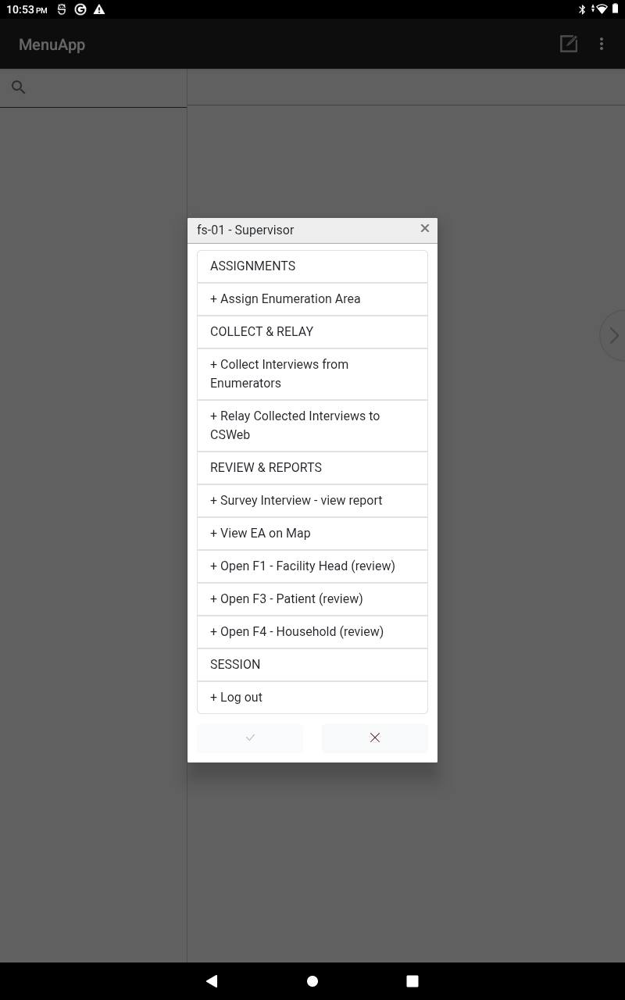 10:53 PM
MenuApp
fs-01 - Supervisor
ASSIGNMENTS
+ Assign Enumeration Area
COLLECT & RELAY
+ Collect Interviews from
Enumerators
+ Relay Collected Interviews to
CSWeb
REVIEW & REPORTS
+ Survey Interview - view report
+ View EA on Map
+ Open F1 - Facility Head (review)
+ Open F3 - Patient (review)
+ Open F4 - Household (review)
SESSION
+ Log out